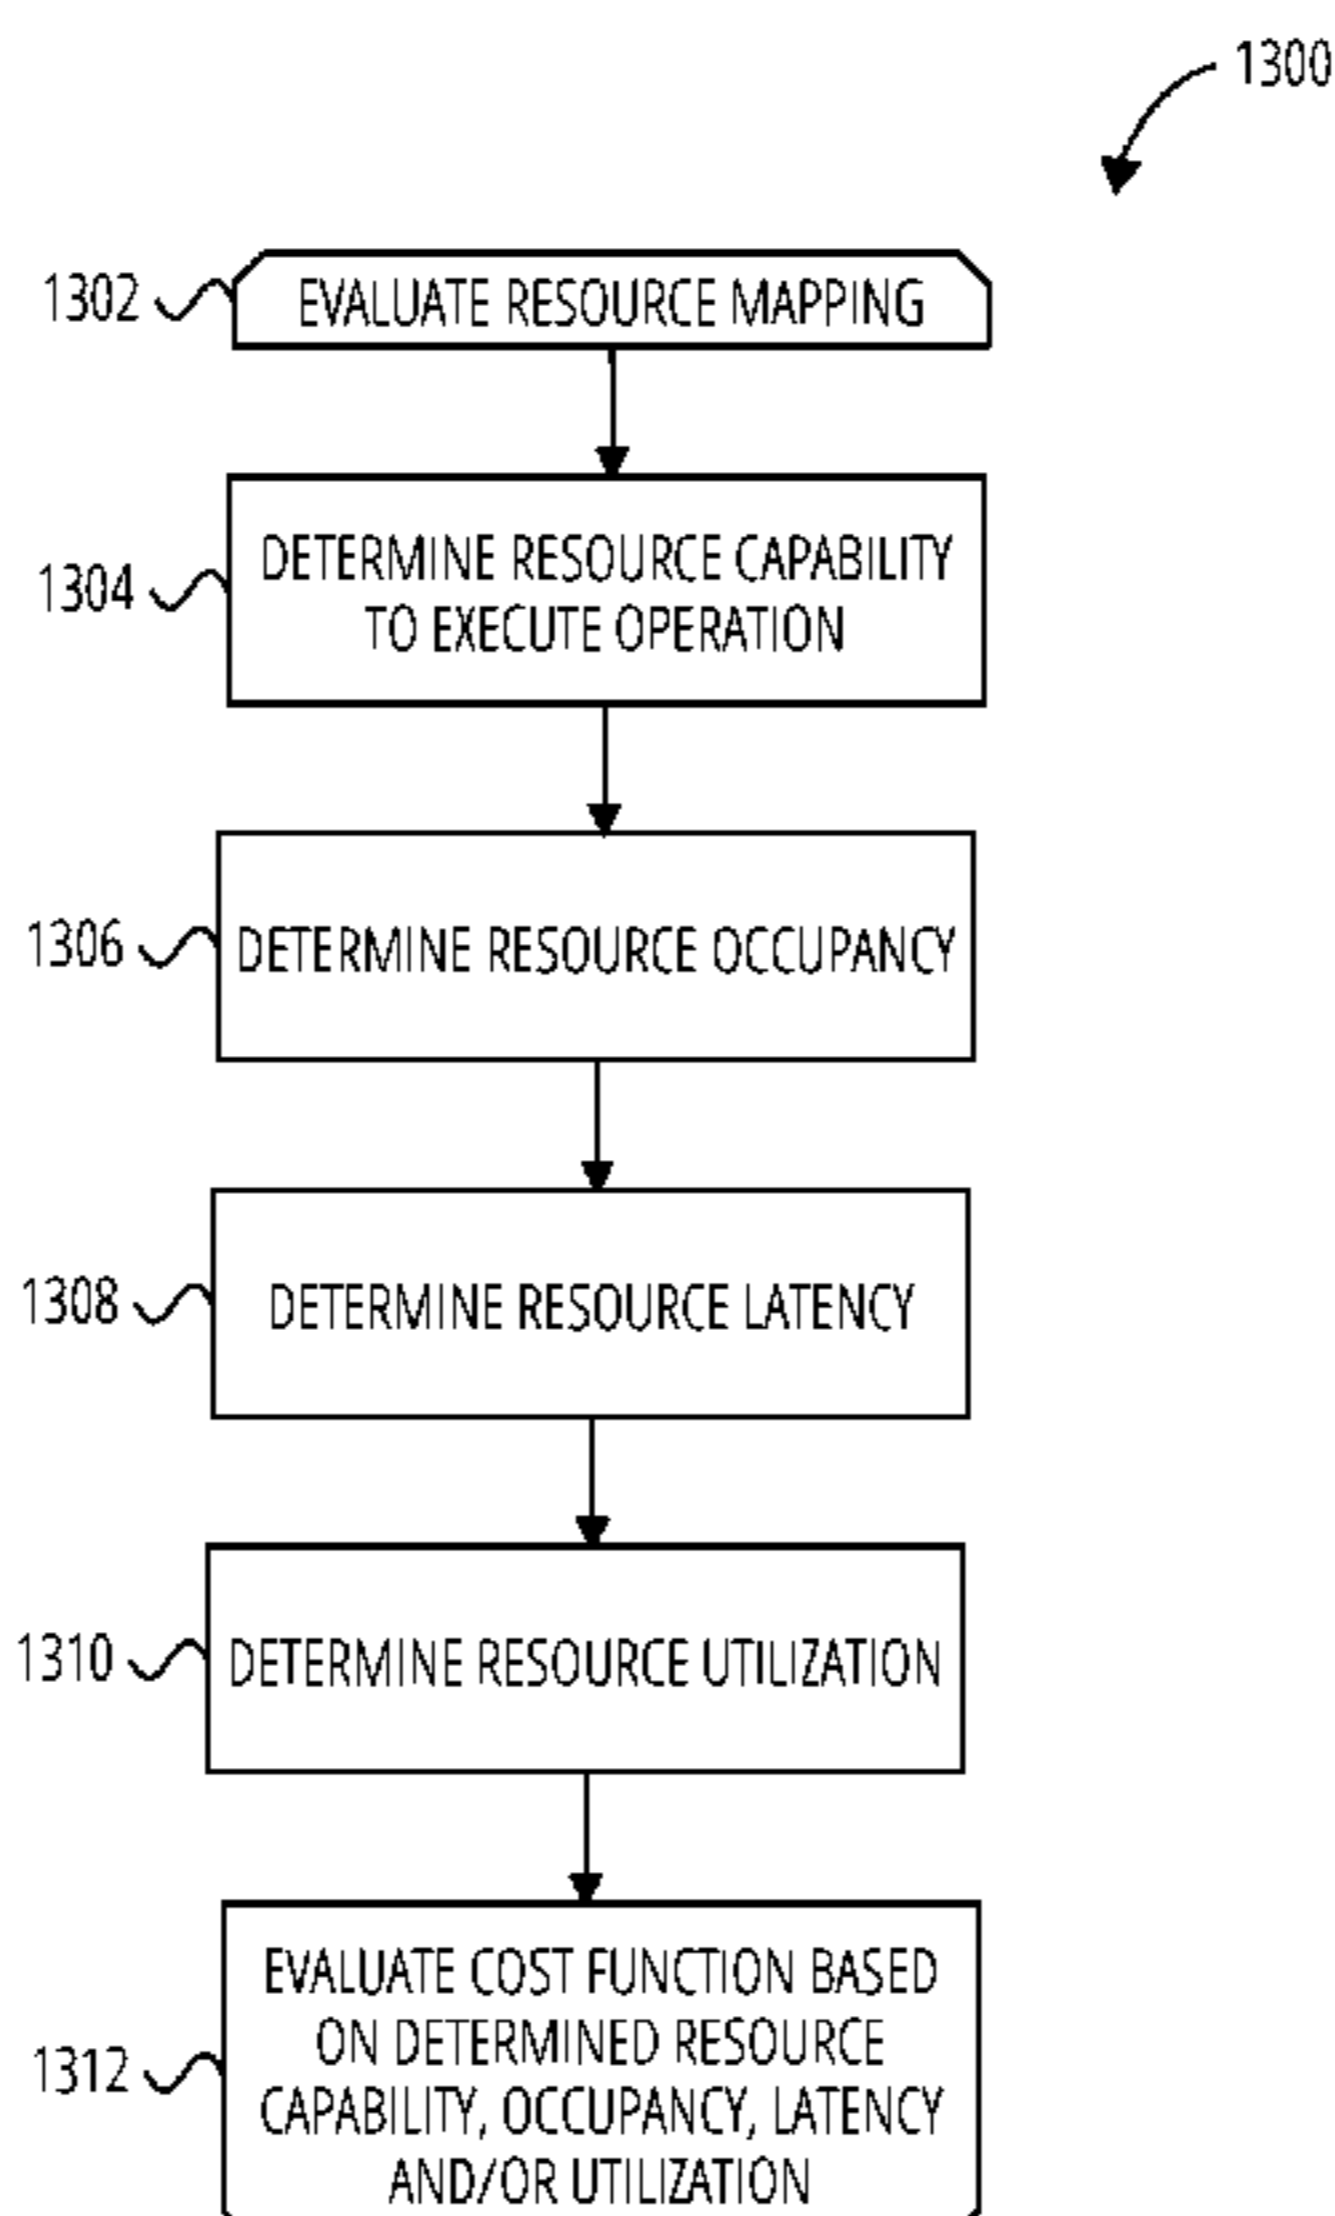 1300
1302
EVALUATE RESOURCE MAPPING
1304
DETERMINE RESOURCE CAPABILITY
TO EXECUTE OPERATION
1306
DETERMINE RESOURCE OCCUPANCY
1308
DETERMINE RESOURCE LATENCY
1310
DETERMINE RESOURCE UTILIZATION
1312
EVALUATE COST FUNCTION BASED
ON DETERMINED RESOURCE
CAPABILITY, OCCUPANCY, LATENCY
AND/OR UTILIZATION